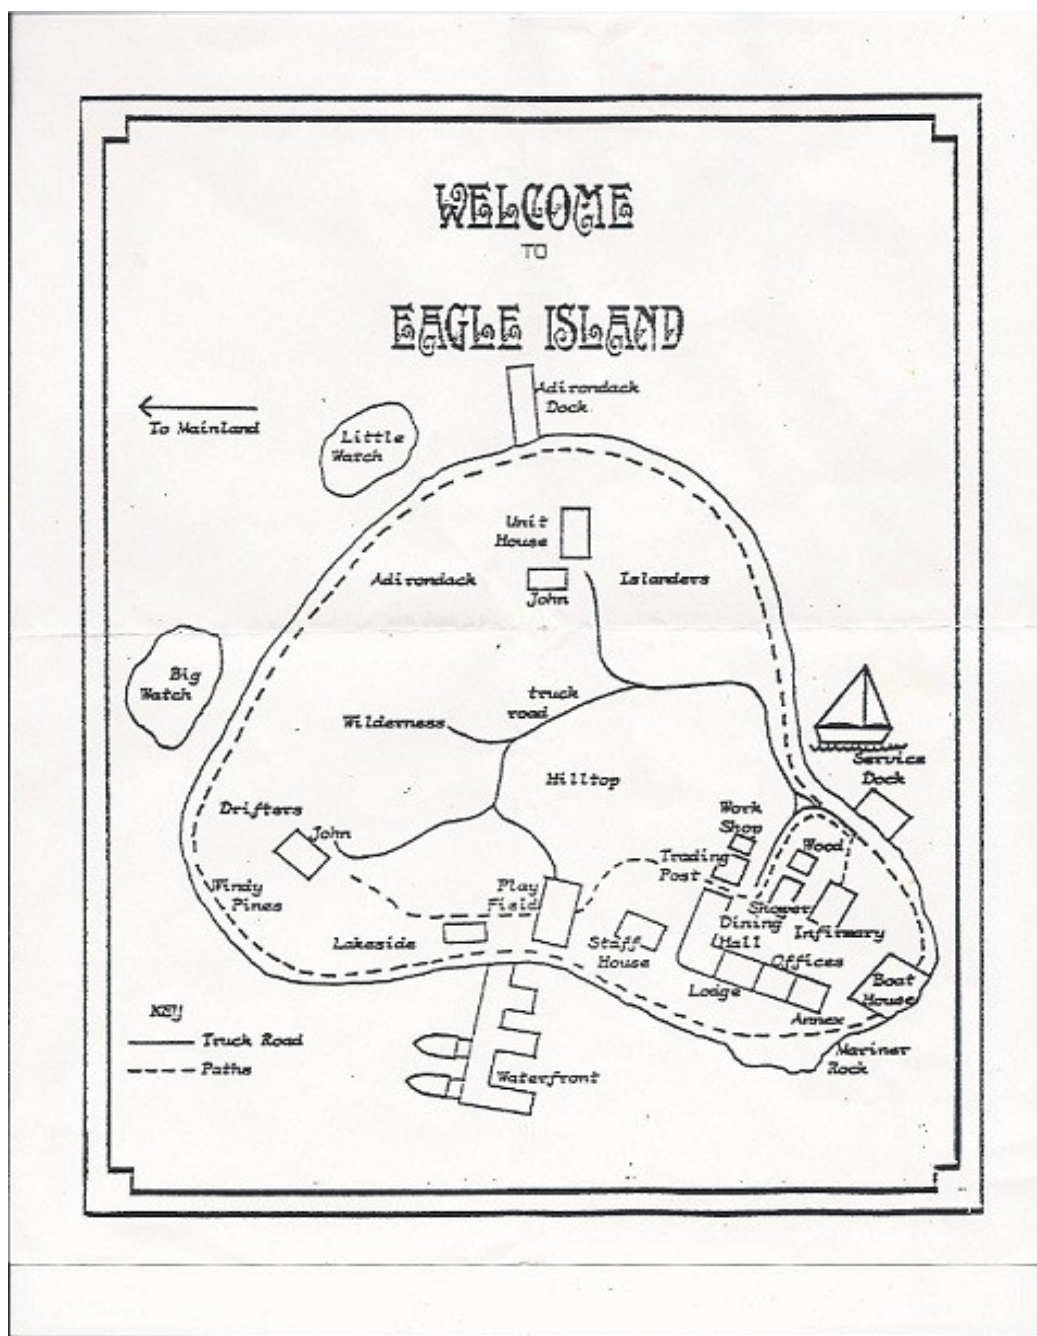 WELCOME
TO
EAGLE ISLAND
Adirondack
Dock
To Mainland
Little
Watch
Unit
House
Adirondack
John
Islanders
Big
Watch
truck
road
Wilderness
Service
Dock
Hilltop
Drifters
John
Work
Shop
Wood
Trading
Post
Windy
Pines
Play
Field
Shower
Dining
Hall
Infirmary
Lakeside
Staff
House
Offices
Lodge
Boat
House
Annex
KEY
Truck Road
Paths
Mariner
Rock
Waterfront